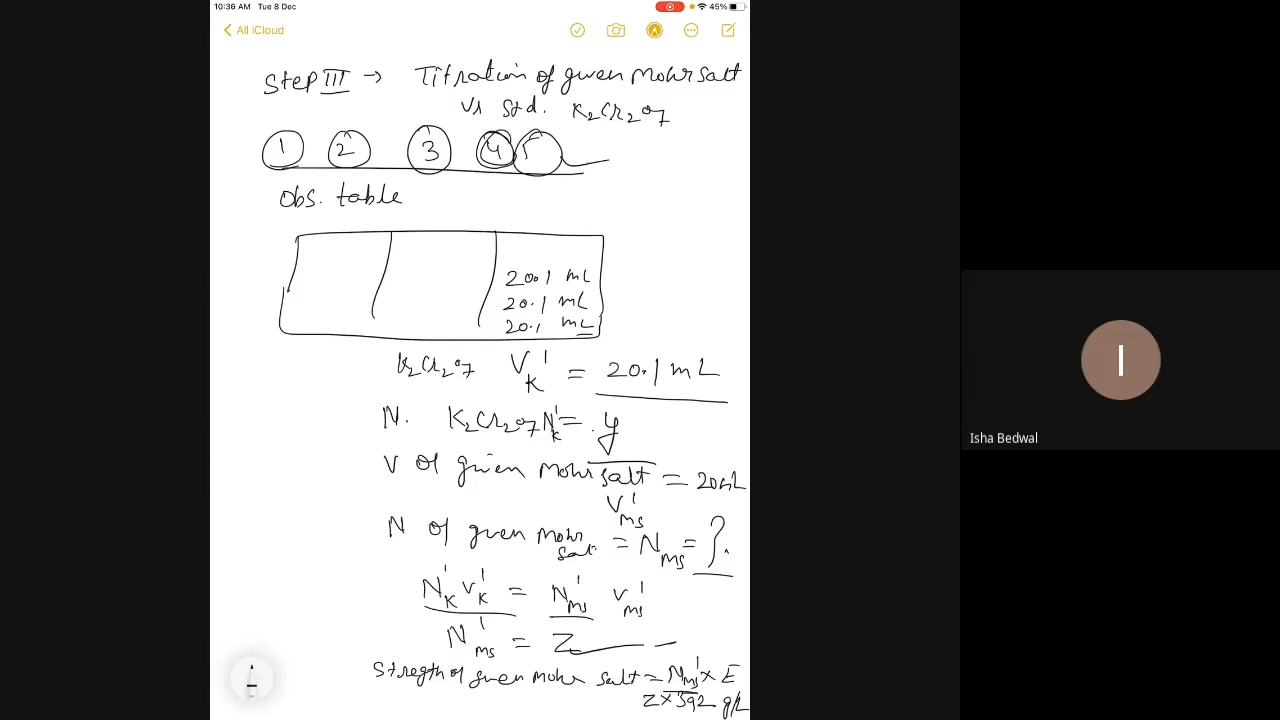 10:36 AM Tue 8 Dec
45%
All iCloud
Step III → Titration of given mohr salt
Vs Std. K2Cr2O7
1 2 3 4 5
Obs. table
20.1 mL
20.1 mL
20.1 mL
K2Cr2O7 V'K = 20.1 mL
N. K2Cr2O7 N'K = y
V of given mohr salt = 20mL
V'ms
N of given mohr salt = Nms = ?
N'K V'K = N'ms V'ms
N'ms = Z
Stregth of given mohr salt = N'ms × E
Z × 392 g/L
I
Isha Bedwal